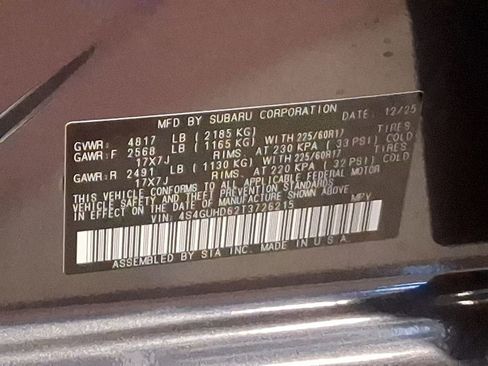 MFD BY SUBARU CORPORATION DATE: 12/25
GVWR: 4817 LB (2185 KG) TIRES
GAWR:F 2568 LB (1165 KG) WITH 225/60R17
17X7J RIMS, AT 230 KPA (33 PSI) COLD
GAWR:R 2491 LB (1130 KG) WITH 225/60R17 TIRES
17X7J RIMS, AT 220 KPA (32 PSI) COLD
THIS VEHICLE CONFORMS TO ALL APPLICABLE FEDERAL MOTOR
VEHICLE SAFETY BUMPER, AND THEFT PREVENTION STANDARDS
IN EFFECT ON THE DATE OF MANUFACTURE SHOWN ABOVE.
VIN: 4S4GUHD62T3726215 MPV
ASSEMBLED BY SIA INC. MADE IN U.S.A.